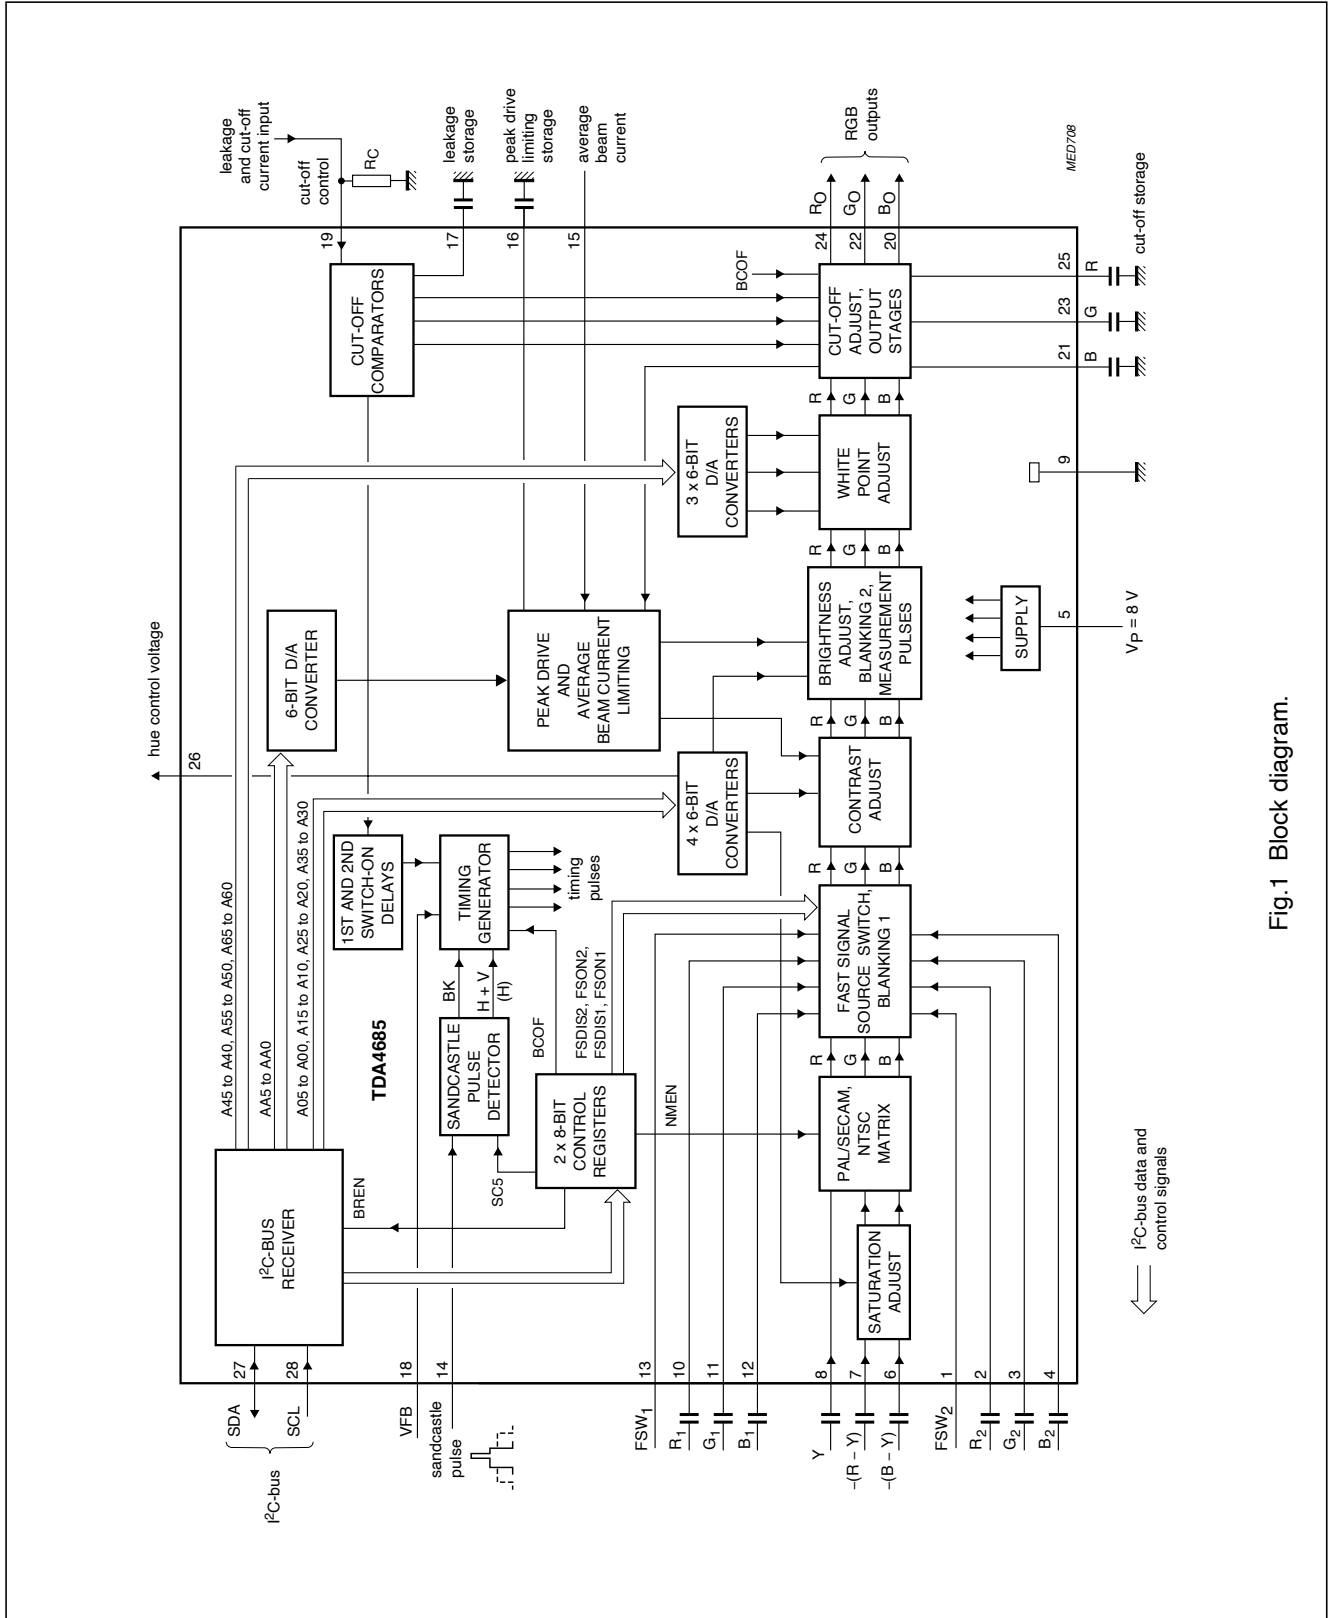 I²C-bus
SDA
SCL
27
28
I²C-BUS
RECEIVER
A45 to A40, A55 to A50, A65 to A60
AA5 to AA0
A05 to A00, A15 to A10, A25 to A20, A35 to A30
BREN
TDA4685
hue control voltage
26
6-BIT D/A
CONVERTER
1ST AND 2ND
SWITCH-ON
DELAYS
CUT-OFF
COMPARATORS
19
leakage
and cut-off
current input
cut-off
control
RC
17
leakage
storage
16
peak drive
limiting
storage
15
average
beam
current
VFB
18
sandcastle
pulse
14
SANDCASTLE
PULSE
DETECTOR
BK
H + V
(H)
TIMING
GENERATOR
timing
pulses
SC5
2 x 8-BIT
CONTROL
REGISTERS
BCOF
FSDIS2, FSON2,
FSDIS1, FSON1
NMEN
PEAK DRIVE
AND
AVERAGE
BEAM CURRENT
LIMITING
4 x 6-BIT
D/A
CONVERTERS
3 x 6-BIT
D/A
CONVERTERS
BCOF
FSW1
13
R1
10
G1
11
B1
12
Y
8
–(R – Y)
7
–(B – Y)
6
FSW2
1
R2
2
G2
3
B2
4
SATURATION
ADJUST
PAL/SECAM,
NTSC
MATRIX
R
G
B
FAST SIGNAL
SOURCE SWITCH,
BLANKING 1
R
G
B
CONTRAST
ADJUST
R
G
B
BRIGHTNESS
ADJUST,
BLANKING 2,
MEASUREMENT
PULSES
R
G
B
WHITE
POINT
ADJUST
R
G
B
CUT-OFF
ADJUST,
OUTPUT
STAGES
24
RO
22
GO
20
BO
RGB
outputs
SUPPLY
5
VP = 8 V
9
21
B
23
G
25
R
cut-off storage
I²C-bus data and
control signals
MED708
Fig.1 Block diagram.